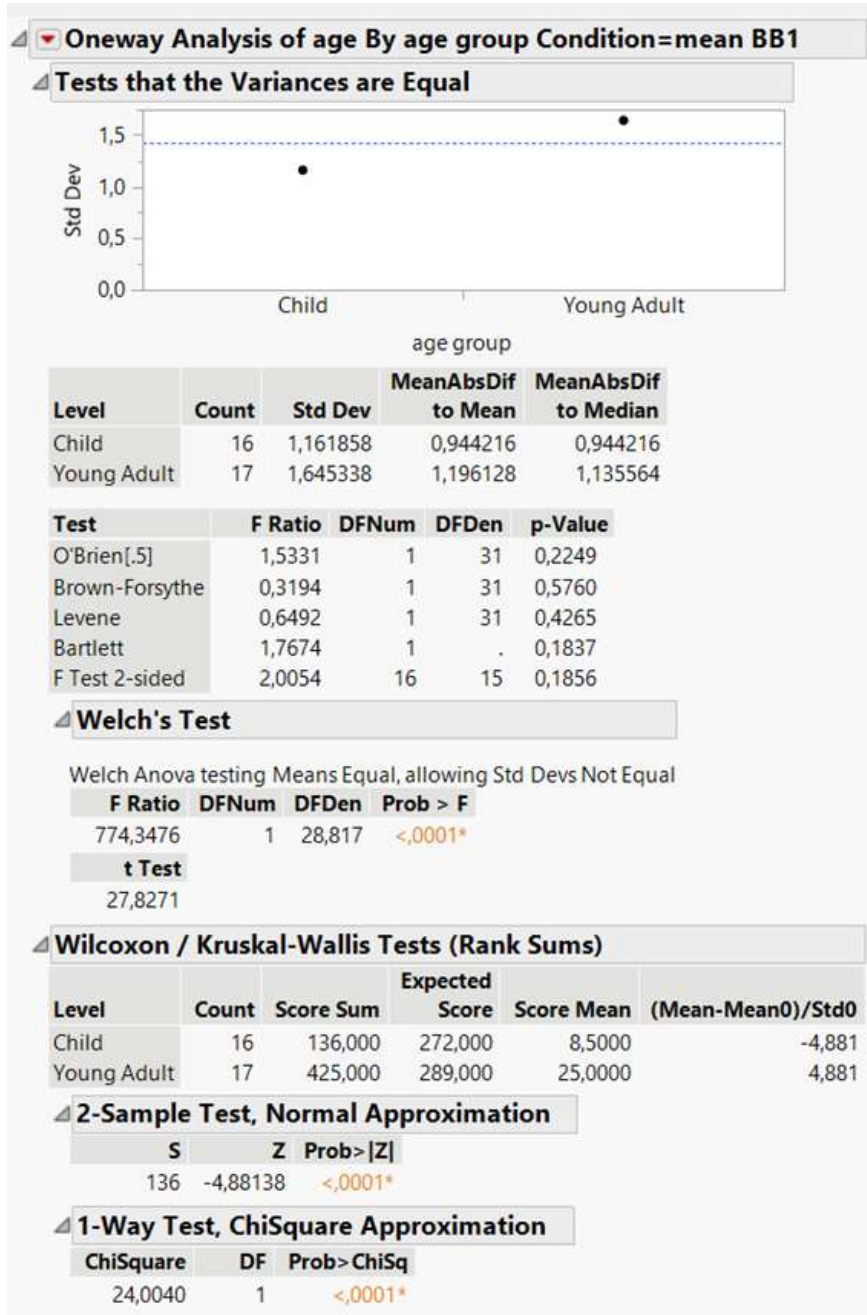 Oneway Analysis of age By age group Condition=mean BB1
Tests that the Variances are Equal
1,5
1,0
0,5
0,0
Std Dev
Child Young Adult
age group
MeanAbsDif MeanAbsDif
Level Count Std Dev to Mean to Median
Child 16 1,161858 0,944216 0,944216
Young Adult 17 1,645338 1,196128 1,135564
Test F Ratio DFNum DFDen p-Value
O'Brien[.5] 1,5331 1 31 0,2249
Brown-Forsythe 0,3194 1 31 0,5760
Levene 0,6492 1 31 0,4265
Bartlett 1,7674 1 . 0,1837
F Test 2-sided 2,0054 16 15 0,1856
Welch's Test
Welch Anova testing Means Equal, allowing Std Devs Not Equal
F Ratio DFNum DFDen Prob > F
774,3476 1 28,817 <,0001*
t Test
27,8271
Wilcoxon / Kruskal-Wallis Tests (Rank Sums)
Expected
Level Count Score Sum Score Score Mean (Mean-Mean0)/Std0
Child 16 136,000 272,000 8,5000 -4,881
Young Adult 17 425,000 289,000 25,0000 4,881
2-Sample Test, Normal Approximation
S Z Prob>|Z|
136 -4,88138 <,0001*
1-Way Test, ChiSquare Approximation
ChiSquare DF Prob>ChiSq
24,0040 1 <,0001*